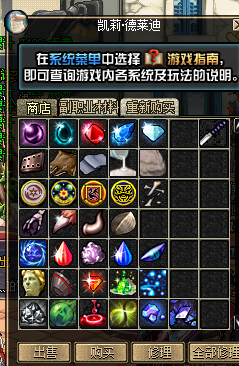 凯莉·德莱迪
在系统菜单中选择 游戏指南,
即可查询游戏内各系统及玩法的说明.
商店 副职业材料 重新购买
出售 购买 修理 全部修理